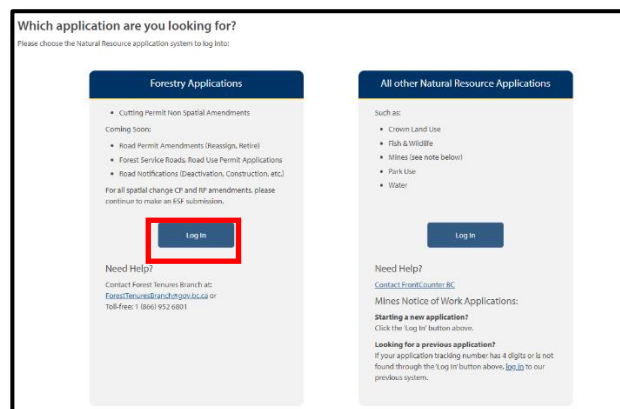 Which application are you looking for?
Please choose the Natural Resource application system to log into:
Forestry Applications
• Cutting Permit Non Spatial Amendments
Coming Soon:
• Road Permit Amendments (Reassign, Retire)
• Forest Service Roads, Road Use Permit Applications
• Road Notifications (Deactivation, Construction, etc.)
For all spatial change CP and RP amendments, please
continue to make an ESF submission.
Log In
Need Help?
Contact Forest Tenures Branch at:
ForestTenuresBranch@gov.bc.ca or
Toll-free: 1 (866) 952 6801
All other Natural Resource Applications
Such as:
• Crown Land Use
• Fish & Wildlife
• Mines (see note below)
• Park Use
• Water
Log In
Need Help?
Contact FrontCounter BC
Mines Notice of Work Applications:
Starting a new application?
Click the 'Log In' button above.
Looking for a previous application?
If your application tracking number has 4 digits or is not
found through the 'Log In' button above, log in to our
previous system.